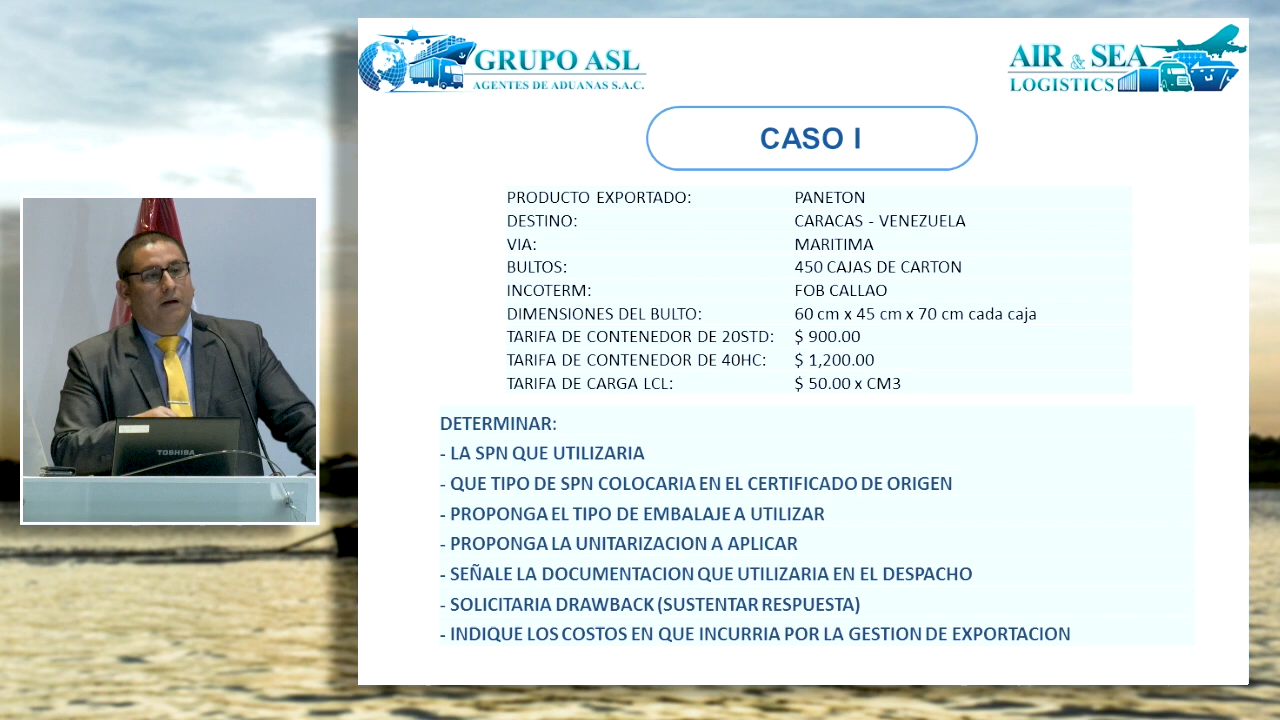 GRUPO ASL
AGENTES DE ADUANAS S.A.C.
AIR & SEA
LOGISTICS
CASO I
PRODUCTO EXPORTADO: PANETON
DESTINO: CARACAS - VENEZUELA
VIA: MARITIMA
BULTOS: 450 CAJAS DE CARTON
INCOTERM: FOB CALLAO
DIMENSIONES DEL BULTO: 60 cm x 45 cm x 70 cm cada caja
TARIFA DE CONTENEDOR DE 20STD: $ 900.00
TARIFA DE CONTENEDOR DE 40HC: $ 1,200.00
TARIFA DE CARGA LCL: $ 50.00 x CM3
DETERMINAR:
- LA SPN QUE UTILIZARIA
- QUE TIPO DE SPN COLOCARIA EN EL CERTIFICADO DE ORIGEN
- PROPONGA EL TIPO DE EMBALAJE A UTILIZAR
- PROPONGA LA UNITARIZACION A APLICAR
- SEÑALE LA DOCUMENTACION QUE UTILIZARIA EN EL DESPACHO
- SOLICITARIA DRAWBACK (SUSTENTAR RESPUESTA)
- INDIQUE LOS COSTOS EN QUE INCURRIA POR LA GESTION DE EXPORTACION
TOSHIBA